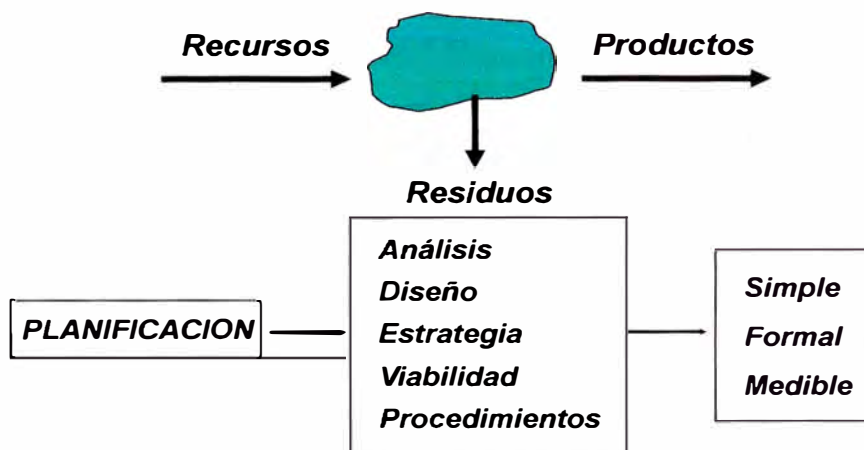 Recursos
Productos
Residuos
Análisis
Diseño
Estrategia
Viabilidad
Procedimientos
PLANIFICACION
Simple
Formal
Medible